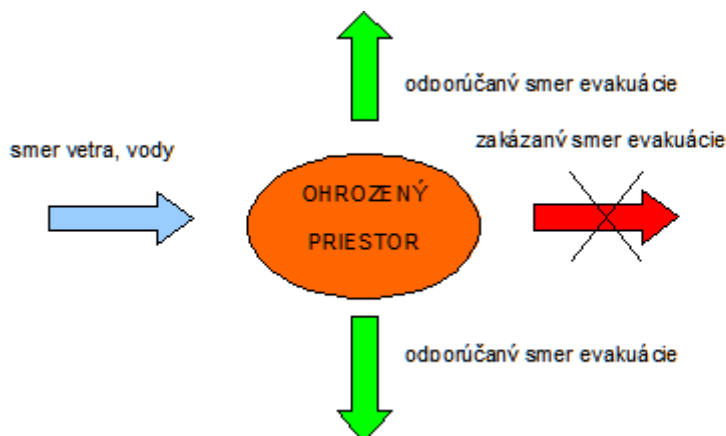 odporúčaný smer evakuácie
smer vetra, vody
zakázaný smer evakuácie
OHROZENÝ
PRIESTOR
odporúčaný smer evakuácie